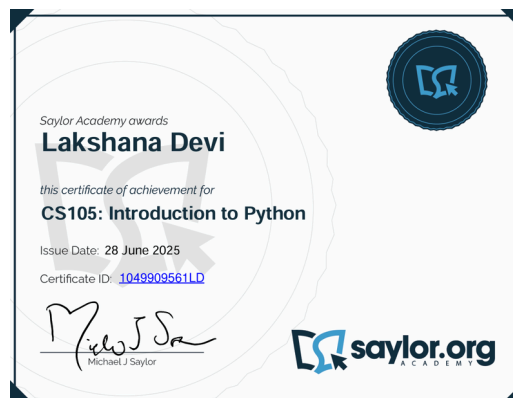 Saylor Academy awards
Lakshana Devi
this certificate of achievement for
CS105: Introduction to Python
Issue Date: 28 June 2025
Certificate ID: 1049909561LD
Michael J Saylor
saylor.org
ACADEMY